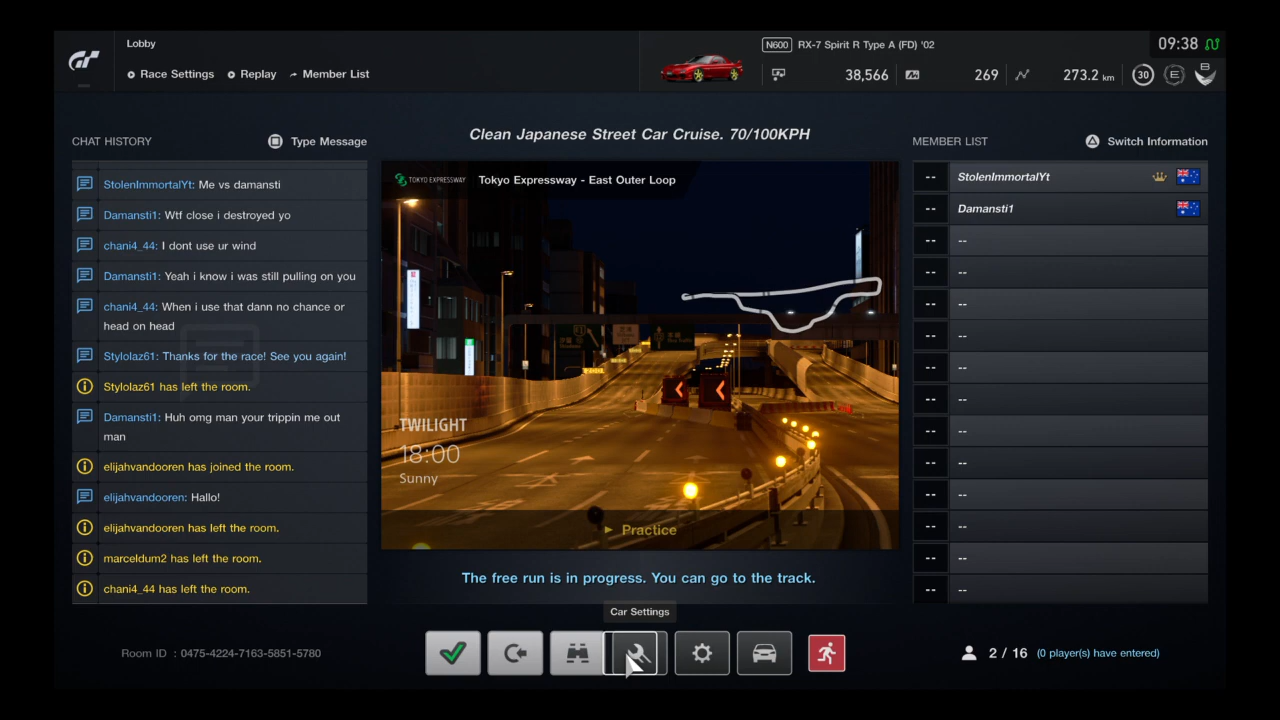 Lobby
Race Settings Replay Member List
N600 RX-7 Spirit R Type A (FD) '02
09:38
38,566 269 273.2 km 30 E B
CHAT HISTORY
Type Message
StolenImmortalYt: Me vs damansti
Damansti1: Wtf close i destroyed yo
chani4_44: I dont use ur wind
Damansti1: Yeah i know i was still pulling on you
chani4_44: When i use that dann no chance or
head on head
Stylolaz61: Thanks for the race! See you again!
Stylolaz61 has left the room.
Damansti1: Huh omg man your trippin me out
man
elijahvandooren has joined the room.
elijahvandooren: Hallo!
elijahvandooren has left the room.
marceldum2 has left the room.
chani4_44 has left the room.
Clean Japanese Street Car Cruise. 70/100KPH
TOKYO EXPRESSWAY Tokyo Expressway - East Outer Loop
TWILIGHT
18:00
Sunny
Practice
The free run is in progress. You can go to the track.
Car Settings
MEMBER LIST
Switch Information
-- StolenImmortalYt
-- Damansti1
-- --
-- --
-- --
-- --
-- --
-- --
-- --
-- --
-- --
-- --
-- --
-- --
Room ID : 0475-4224-7163-5851-5780
2 / 16 (0 player(s) have entered)